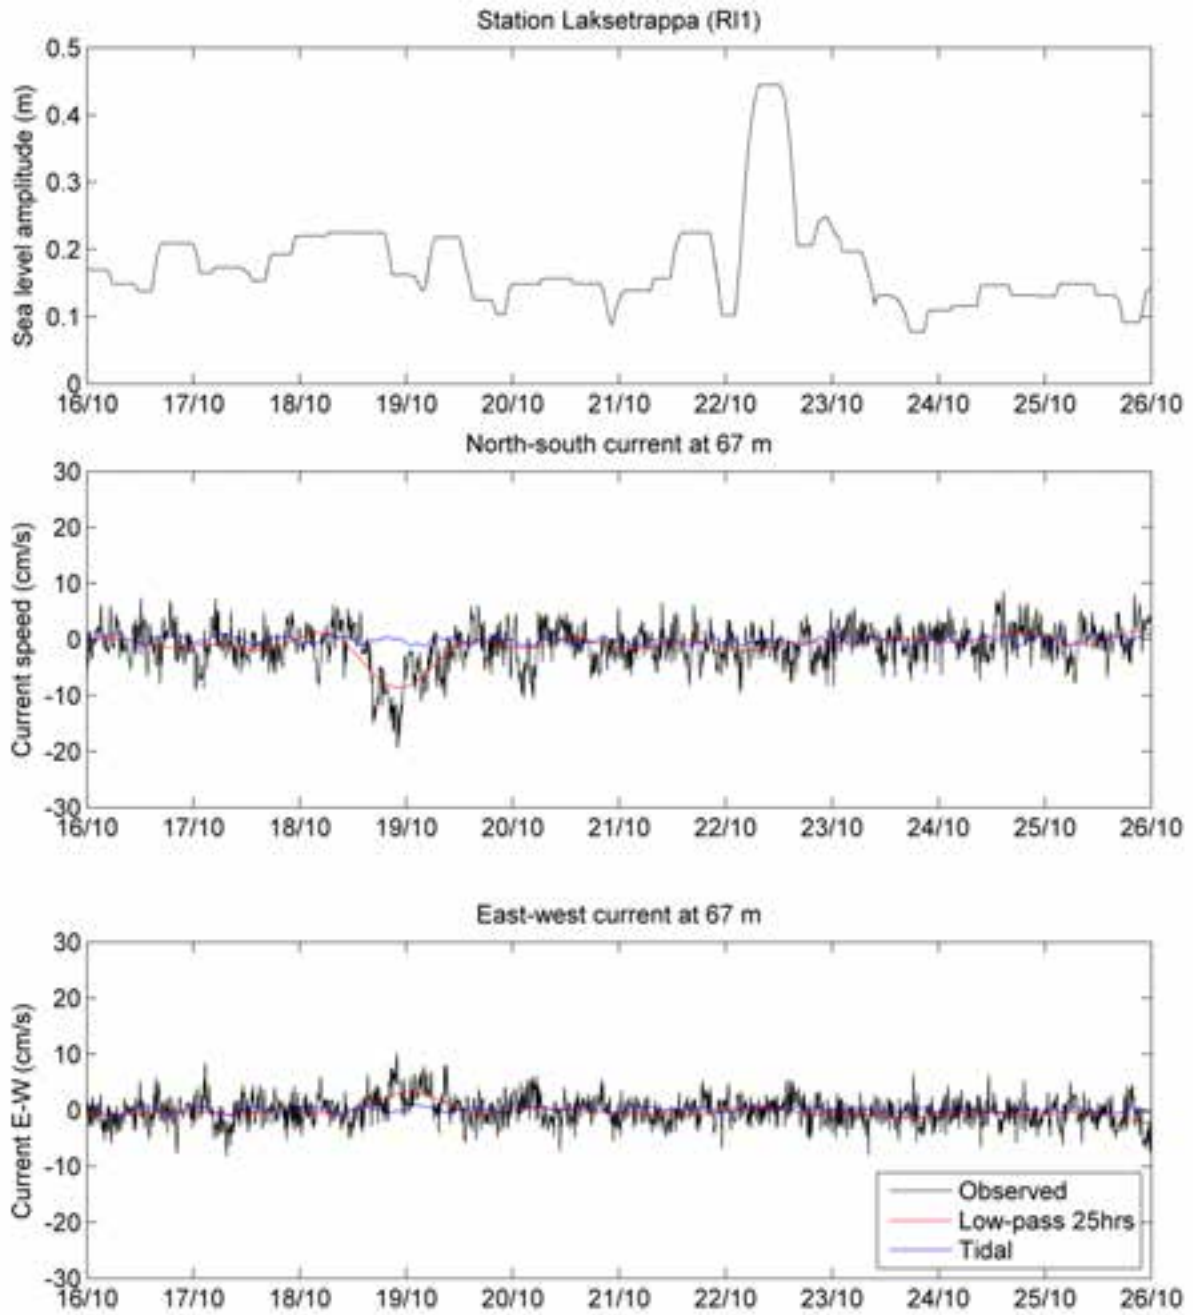 Station Laksetrappa (RI1)
Sea level amplitude (m)
0.5
0.4
0.3
0.2
0.1
0
16/10 17/10 18/10 19/10 20/10 21/10 22/10 23/10 24/10 25/10 26/10
North-south current at 67 m
Current speed (cm/s)
30
20
10
0
-10
-20
-30
16/10 17/10 18/10 19/10 20/10 21/10 22/10 23/10 24/10 25/10 26/10
East-west current at 67 m
Current E-W (cm/s)
30
20
10
0
-10
-20
-30
Observed
Low-pass 25hrs
Tidal
16/10 17/10 18/10 19/10 20/10 21/10 22/10 23/10 24/10 25/10 26/10